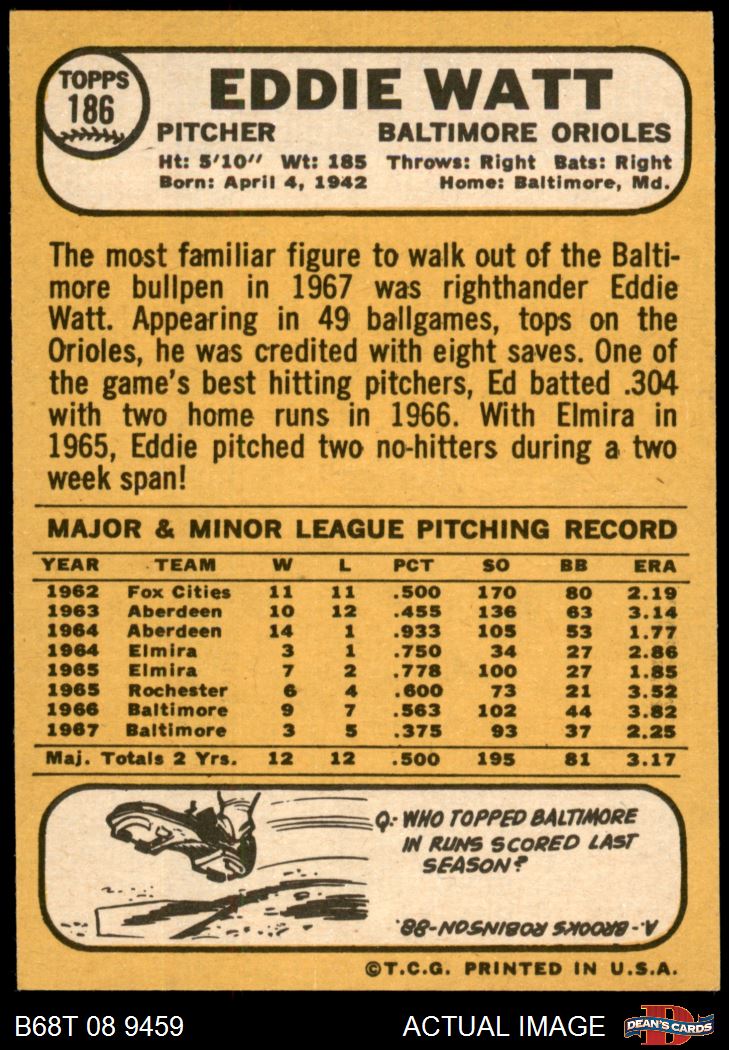 TOPPS
186
EDDIE WATT
PITCHER BALTIMORE ORIOLES
Ht: 5'10" Wt: 185 Throws: Right Bats: Right
Born: April 4, 1942 Home: Baltimore, Md.
The most familiar figure to walk out of the Balti-
more bullpen in 1967 was righthander Eddie
Watt. Appearing in 49 ballgames, tops on the
Orioles, he was credited with eight saves. One of
the game's best hitting pitchers, Ed batted .304
with two home runs in 1966. With Elmira in
1965, Eddie pitched two no-hitters during a two
week span!
MAJOR & MINOR LEAGUE PITCHING RECORD
YEAR TEAM W L PCT SO BB ERA
1962 Fox Cities 11 11 .500 170 80 2.19
1963 Aberdeen 10 12 .455 136 63 3.14
1964 Aberdeen 14 1 .933 105 53 1.77
1964 Elmira 3 1 .750 34 27 2.86
1965 Elmira 7 2 .778 100 27 1.85
1965 Rochester 6 4 .600 73 21 3.52
1966 Baltimore 9 7 .563 102 44 3.82
1967 Baltimore 3 5 .375 93 37 2.25
Maj. Totals 2 Yrs. 12 12 .500 195 81 3.17
Q: WHO TOPPED BALTIMORE
IN RUNS SCORED LAST
SEASON?
A. BROOKS ROBINSON-88.
©T.C.G. PRINTED IN U.S.A.
B68T 08 9459 ACTUAL IMAGE
D
DEAN'S CARDS